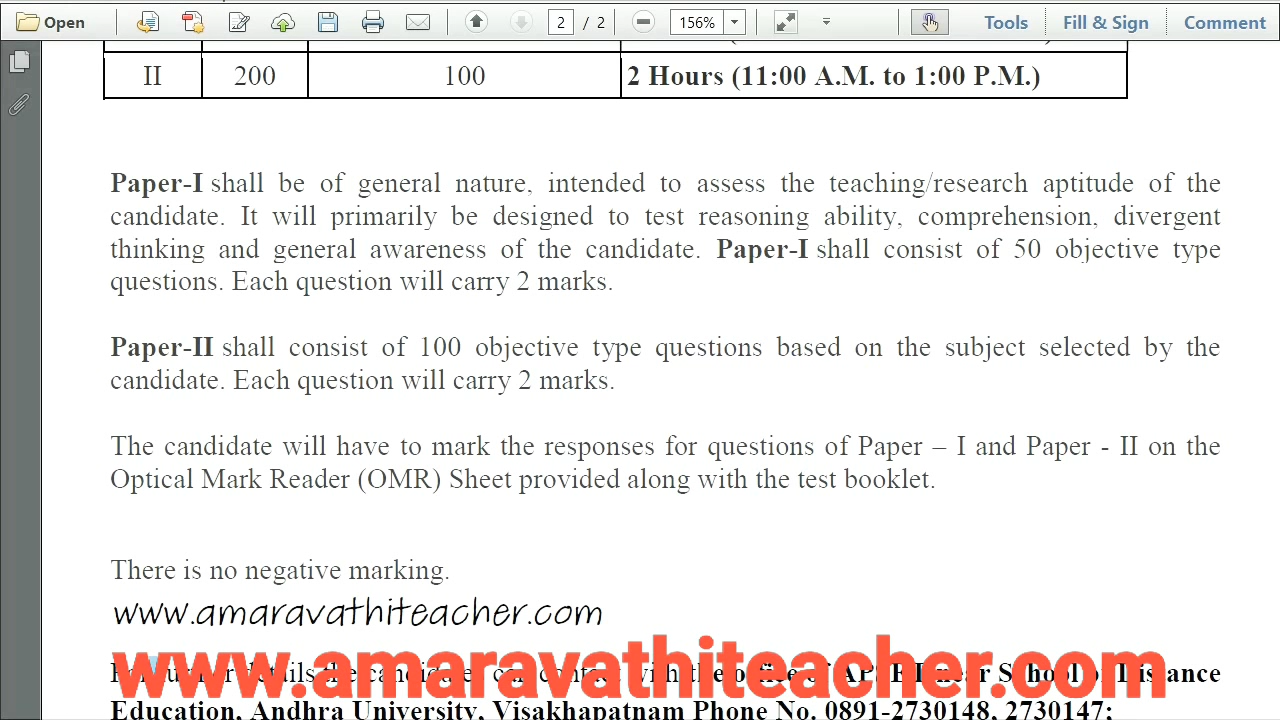 Open 2 / 2 156% Tools Fill & Sign Comment
II 200 100 2 Hours (11:00 A.M. to 1:00 P.M.)
Paper-I shall be of general nature, intended to assess the teaching/research aptitude of the
candidate. It will primarily be designed to test reasoning ability, comprehension, divergent
thinking and general awareness of the candidate. Paper-I shall consist of 50 objective type
questions. Each question will carry 2 marks.
Paper-II shall consist of 100 objective type questions based on the subject selected by the
candidate. Each question will carry 2 marks.
The candidate will have to mark the responses for questions of Paper – I and Paper - II on the
Optical Mark Reader (OMR) Sheet provided along with the test booklet.
There is no negative marking.
www.amaravathiteacher.com
www.amaravathiteacher.com
the office School Distance
Education, Andhra University, Visakhapatnam Phone No. 0891-2730148, 2730147;